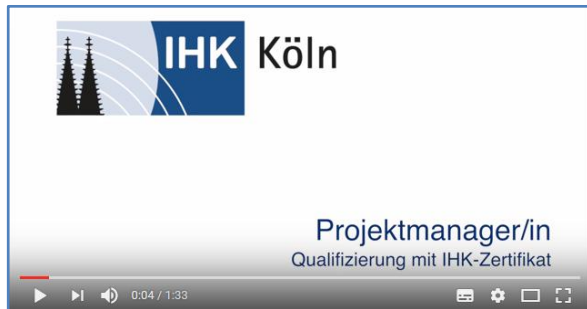 IHK Köln
Projektmanager/in
Qualifizierung mit IHK-Zertifikat
0:04 / 1:33